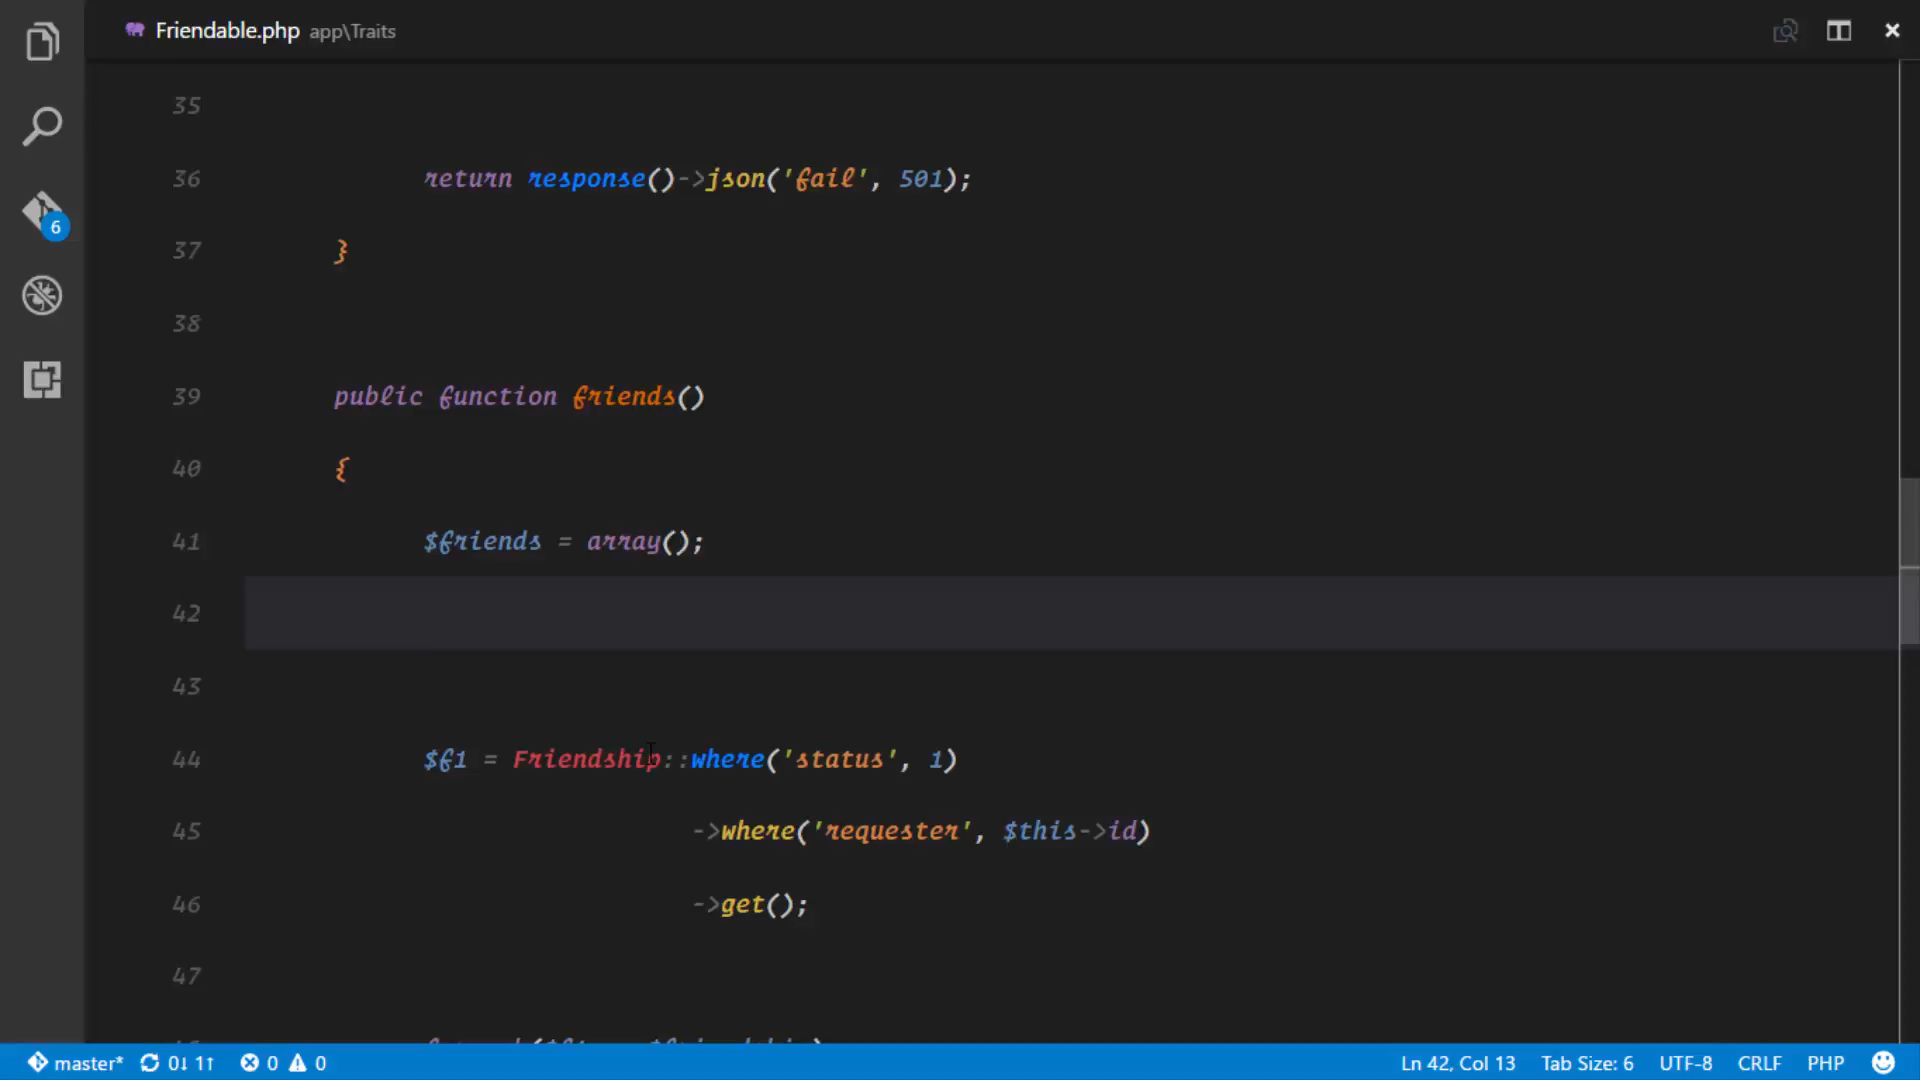 Friendable.php app\Traits
35
36 return response()->json('fail', 501);
37 }
38
39 public function friends()
40 {
41 $friends = array();
42
43
44 $f1 = Friendship::where('status', 1)
45 ->where('requester', $this->id)
46 ->get();
47
6
master* 0↓ 1↑ 0 0 Ln 42, Col 13 Tab Size: 6 UTF-8 CRLF PHP